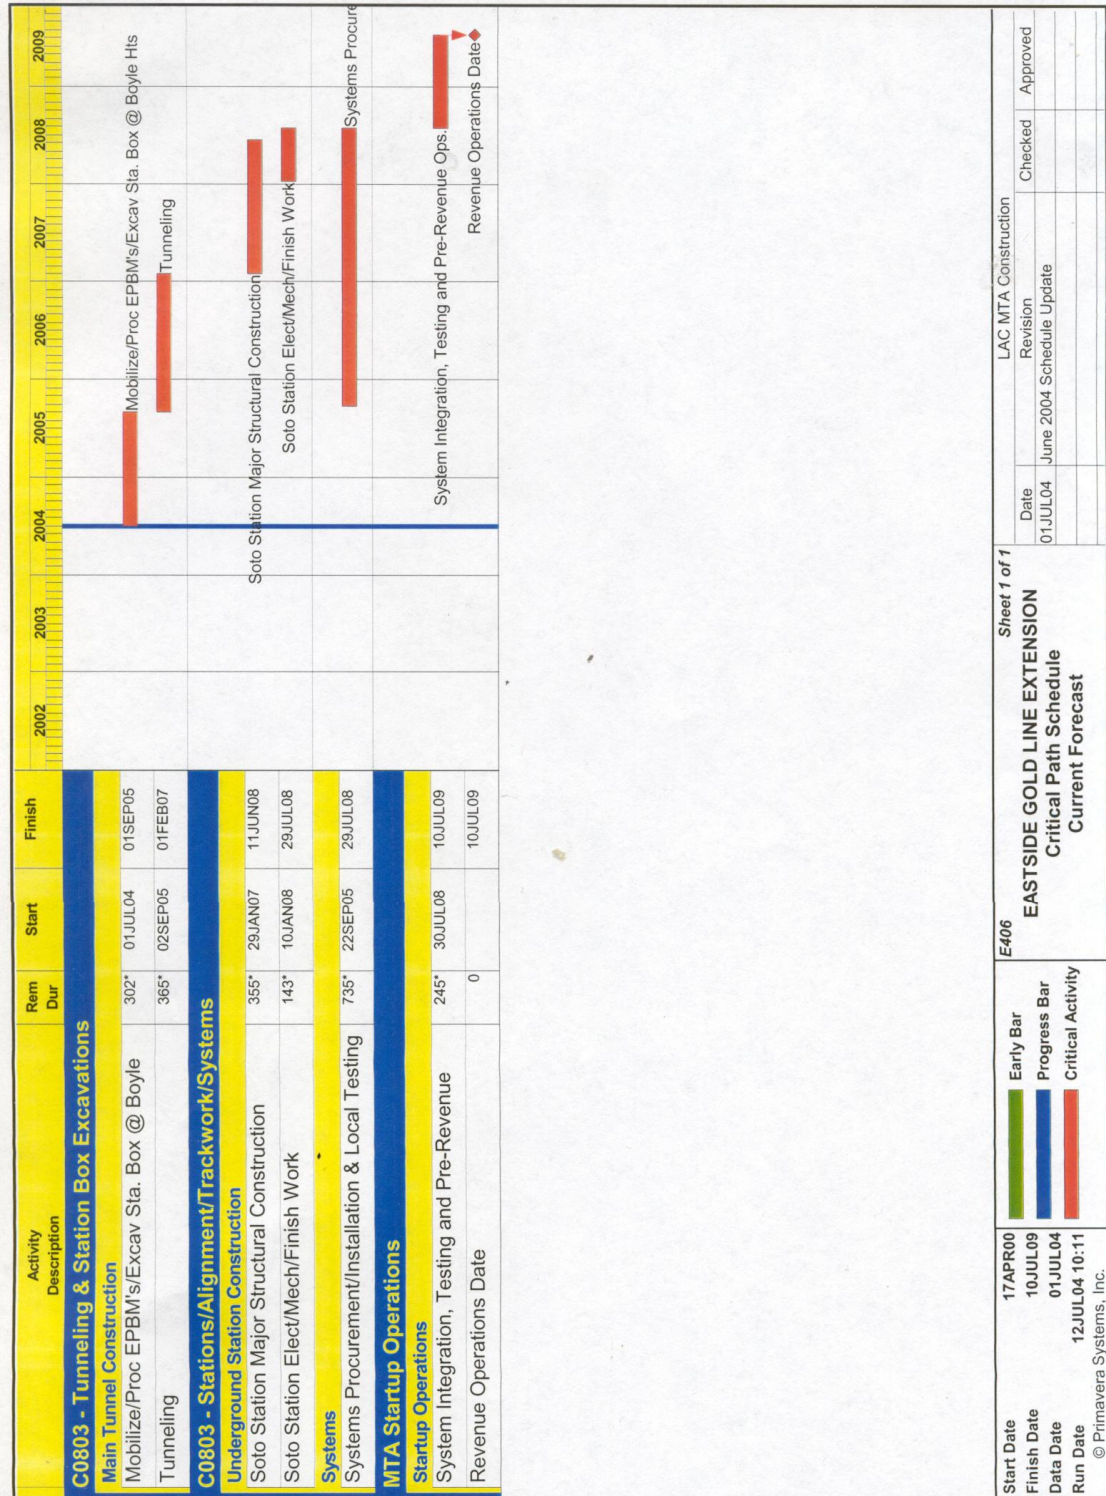 Activity Description Rem Dur Start Finish 2002 2003 2004 2005 2006 2007 2008 2009
C0803 - Tunneling & Station Box Excavations
Main Tunnel Construction
Mobilize/Proc EPBM's/Excav Sta. Box @ Boyle 302* 01JUL04 01SEP05 Mobilize/Proc EPBM's/Excav Sta. Box @ Boyle Hts
Tunneling 365* 02SEP05 01FEB07 Tunneling
C0803 - Stations/Alignment/Trackwork/Systems
Underground Station Construction
Soto Station Major Structural Construction 355* 29JAN07 11JUN08 Soto Station Major Structural Construction
Soto Station Elect/Mech/Finish Work 143* 10JAN08 29JUL08 Soto Station Elect/Mech/Finish Work
Systems
Systems Procurement/Installation & Local Testing 735* 22SEP05 29JUL08 Systems Procure
MTA Startup Operations
Startup Operations
System Integration, Testing and Pre-Revenue 245* 30JUL08 10JUL09 System Integration, Testing and Pre-Revenue Ops.
Revenue Operations Date 0 10JUL09 Revenue Operations Date
Start Date 17APR00
Finish Date 10JUL09
Data Date 01JUL04
Run Date 12JUL04 10:11
© Primavera Systems, Inc.
Early Bar
Progress Bar
Critical Activity
E406 Sheet 1 of 1
EASTSIDE GOLD LINE EXTENSION
Critical Path Schedule
Current Forecast
LAC MTA Construction
Date Revision Checked Approved
01JUL04 June 2004 Schedule Update